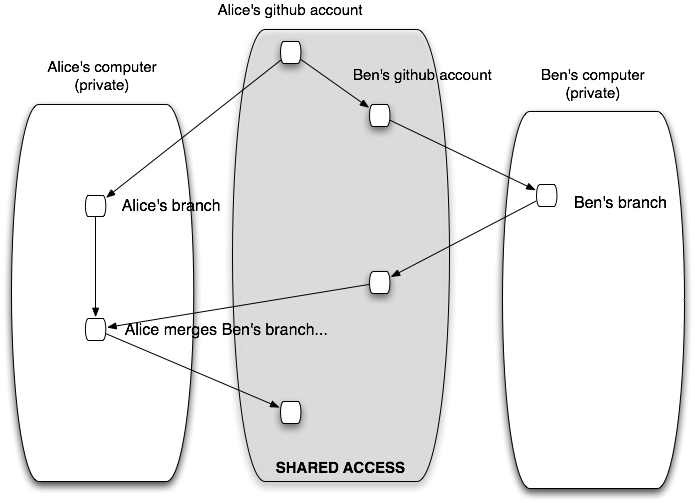 Alice's github account
Alice's computer
(private)
Ben's github account
Ben's computer
(private)
Alice's branch
Ben's branch
Alice merges Ben's branch...
SHARED ACCESS